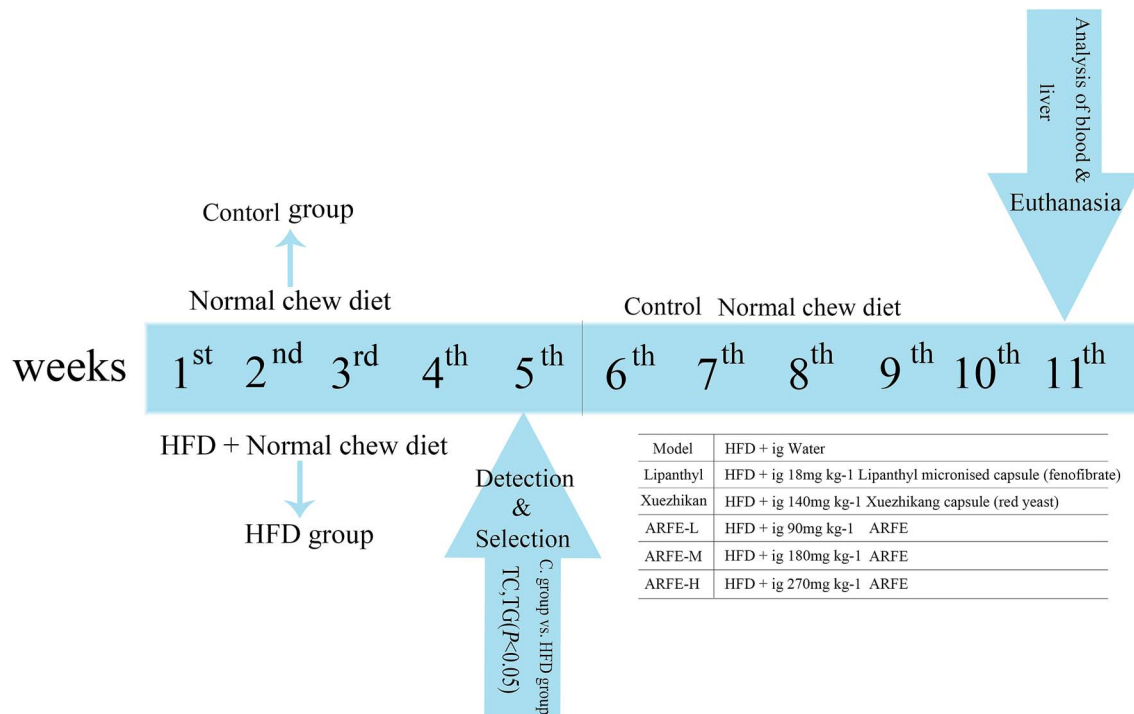 Analysis of blood &
liver
Euthanasia
Contorl group
Normal chew diet
Control Normal chew diet
weeks 1st 2nd 3rd 4th 5th 6th 7th 8th 9th 10th 11th
HFD + Normal chew diet
HFD group
Detection
&
Selection
C. group vs. HFD group
TC,TG(P<0.05)
Model HFD + ig Water
Lipanthyl HFD + ig 18mg kg-1 Lipanthyl micronised capsule (fenofibrate)
Xuezhikan HFD + ig 140mg kg-1 Xuezhikang capsule (red yeast)
ARFE-L HFD + ig 90mg kg-1 ARFE
ARFE-M HFD + ig 180mg kg-1 ARFE
ARFE-H HFD + ig 270mg kg-1 ARFE